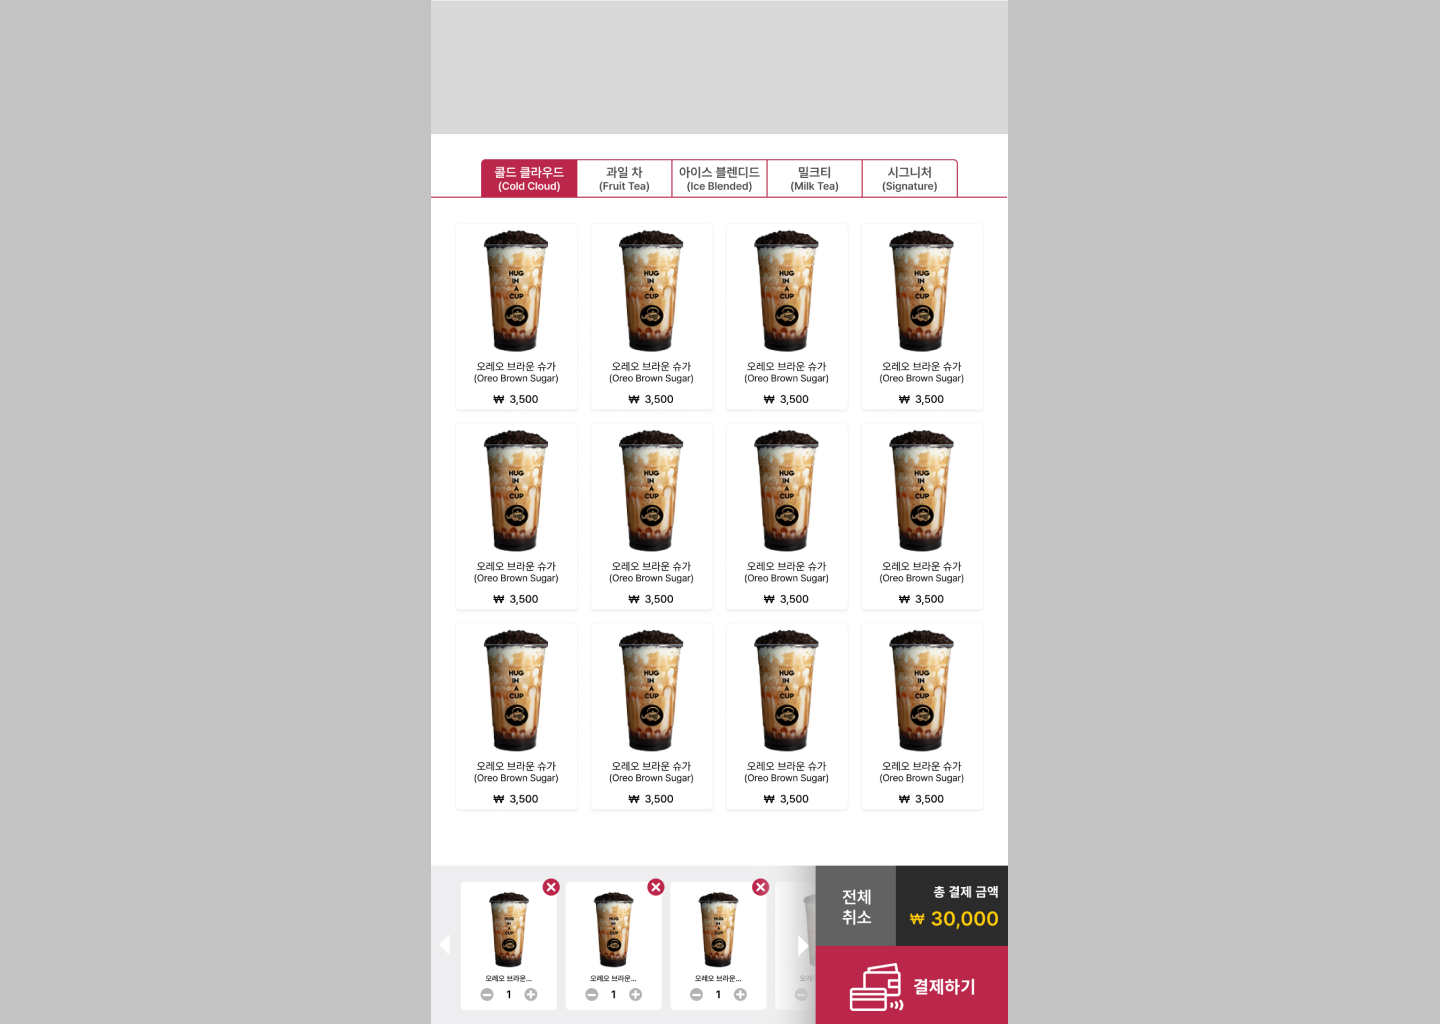 콜드 클라우드
(Cold Cloud)
과일 차
(Fruit Tea)
아이스 블렌디드
(Ice Blended)
밀크티
(Milk Tea)
시그니처
(Signature)
HUG
IN
A
CUP
오레오 브라운 슈가
(Oreo Brown Sugar)
₩ 3,500
HUG
IN
A
CUP
오레오 브라운 슈가
(Oreo Brown Sugar)
₩ 3,500
HUG
IN
A
CUP
오레오 브라운 슈가
(Oreo Brown Sugar)
₩ 3,500
HUG
IN
A
CUP
오레오 브라운 슈가
(Oreo Brown Sugar)
₩ 3,500
HUG
IN
A
CUP
오레오 브라운 슈가
(Oreo Brown Sugar)
₩ 3,500
HUG
IN
A
CUP
오레오 브라운 슈가
(Oreo Brown Sugar)
₩ 3,500
HUG
IN
A
CUP
오레오 브라운 슈가
(Oreo Brown Sugar)
₩ 3,500
HUG
IN
A
CUP
오레오 브라운 슈가
(Oreo Brown Sugar)
₩ 3,500
HUG
IN
A
CUP
오레오 브라운 슈가
(Oreo Brown Sugar)
₩ 3,500
HUG
IN
A
CUP
오레오 브라운 슈가
(Oreo Brown Sugar)
₩ 3,500
HUG
IN
A
CUP
오레오 브라운 슈가
(Oreo Brown Sugar)
₩ 3,500
HUG
IN
A
CUP
오레오 브라운 슈가
(Oreo Brown Sugar)
₩ 3,500
HUG
IN
A
CUP
오레오 브라운...
1
HUG
IN
A
CUP
오레오 브라운...
1
HUG
IN
A
CUP
오레오 브라운...
1
오레
전체
취소
총 결제 금액
₩ 30,000
결제하기